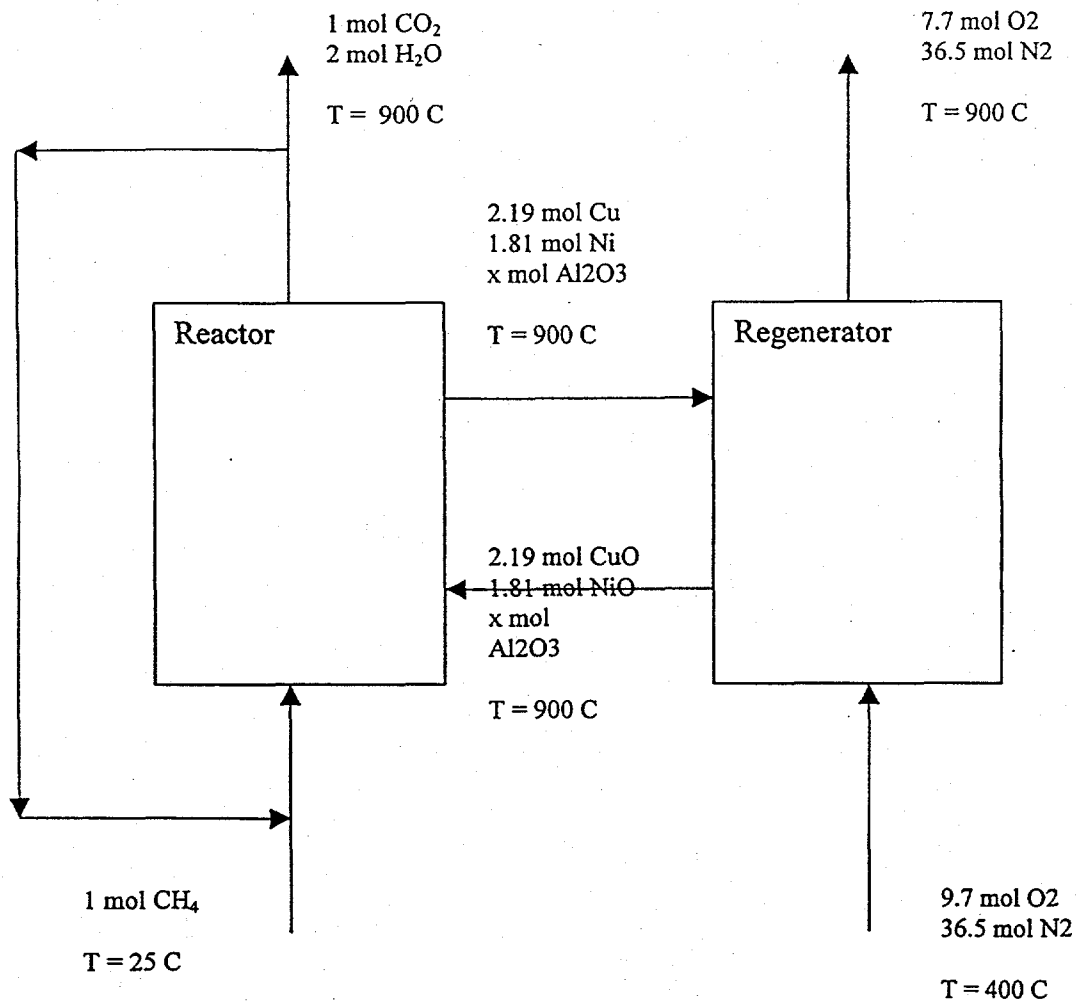 1 mol CO₂
2 mol H₂O
T = 900 C
7.7 mol O2
36.5 mol N2
T = 900 C
2.19 mol Cu
1.81 mol Ni
x mol Al2O3
T = 900 C
Reactor
Regenerator
2.19 mol CuO
1.81 mol NiO
x mol
Al2O3
T = 900 C
1 mol CH₄
T = 25 C
9.7 mol O2
36.5 mol N2
T = 400 C